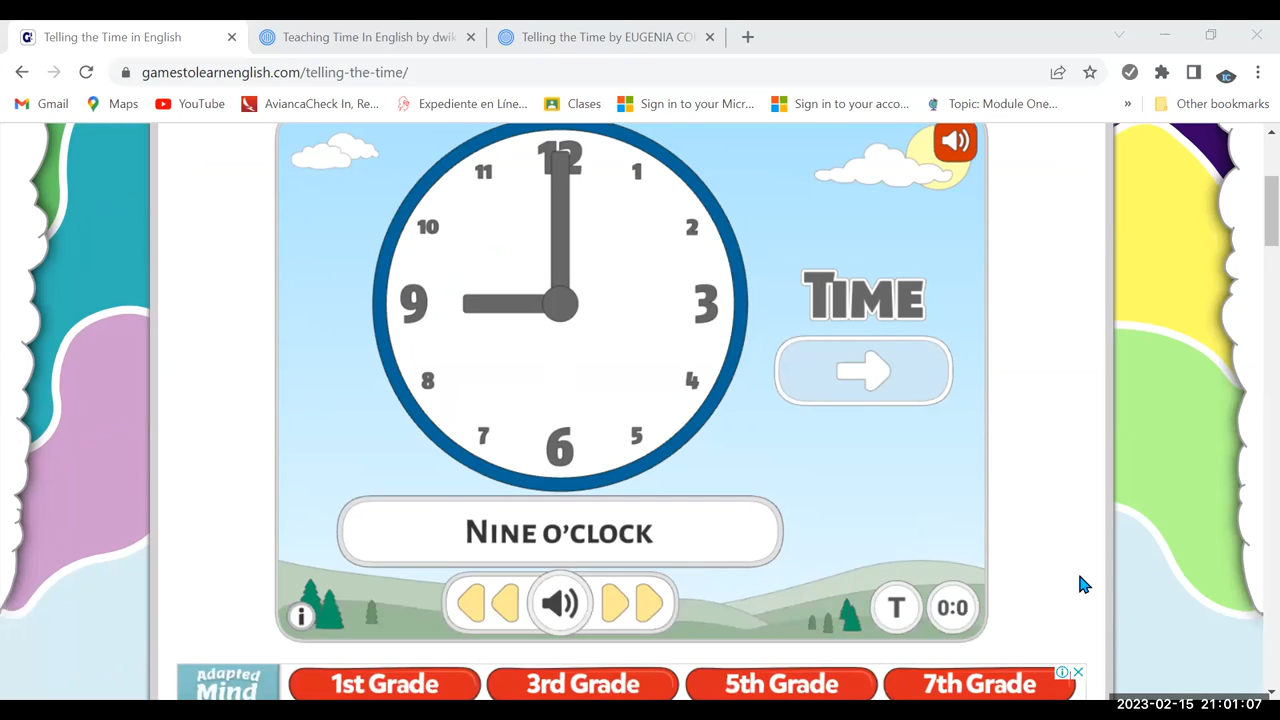 Telling the Time in English
Teaching Time In English by dwik
Telling the Time by EUGENIA CO
gamestolearnenglish.com/telling-the-time/
Gmail
Maps
YouTube
AviancaCheck In, Re...
Expediente en Líne...
Clases
Sign in to your Micr...
Sign in to your acco...
Topic: Module One...
»
Other bookmarks
12
11
1
10
2
9
3
8
4
7
5
6
TIME
NINE O'CLOCK
i
T
0:0
Adapted
Mind
1st Grade
3rd Grade
5th Grade
7th Grade
2023-02-15 21:01:07